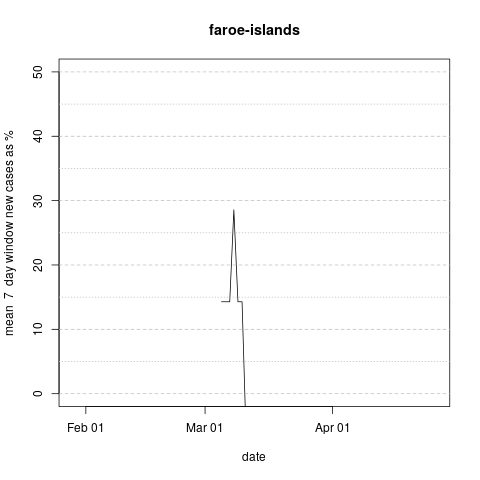 faroe-islands
mean  7  day window new cases as %
50
40
30
20
10
0
Feb 01
Mar 01
Apr 01
date